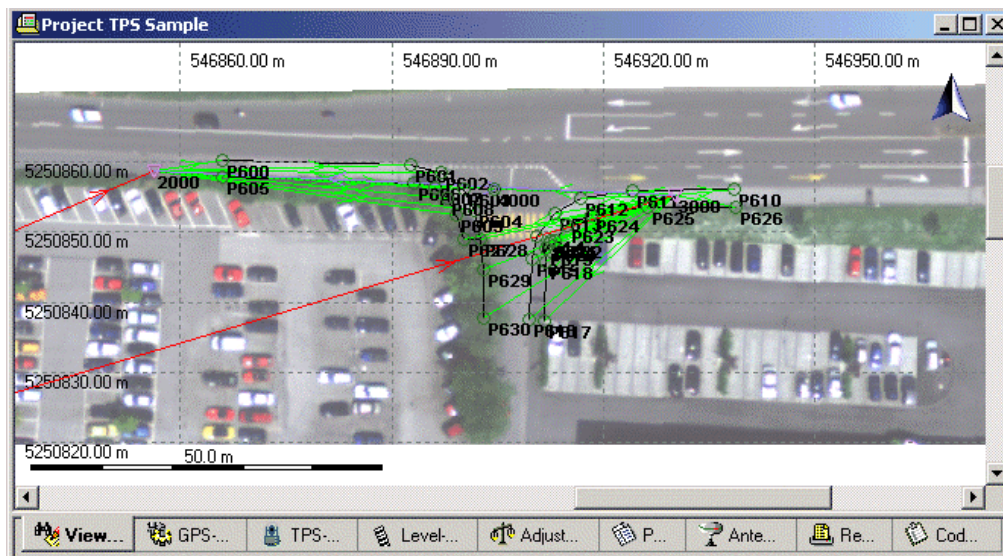 Project TPS Sample
546860.00 m 546890.00 m 546920.00 m 546950.00 m
5250860.00 m
P600
P601
2000
P605
P602
P610
3000
P626
P612
P625
P604
P624
P623
5250850.00 m
P628
P629
P618
5250840.00 m
P630
P617
5250830.00 m
5250820.00 m
50.0 m
View... GPS-... TPS-... Level-... Adjust... P... Ante... Re... Cod...